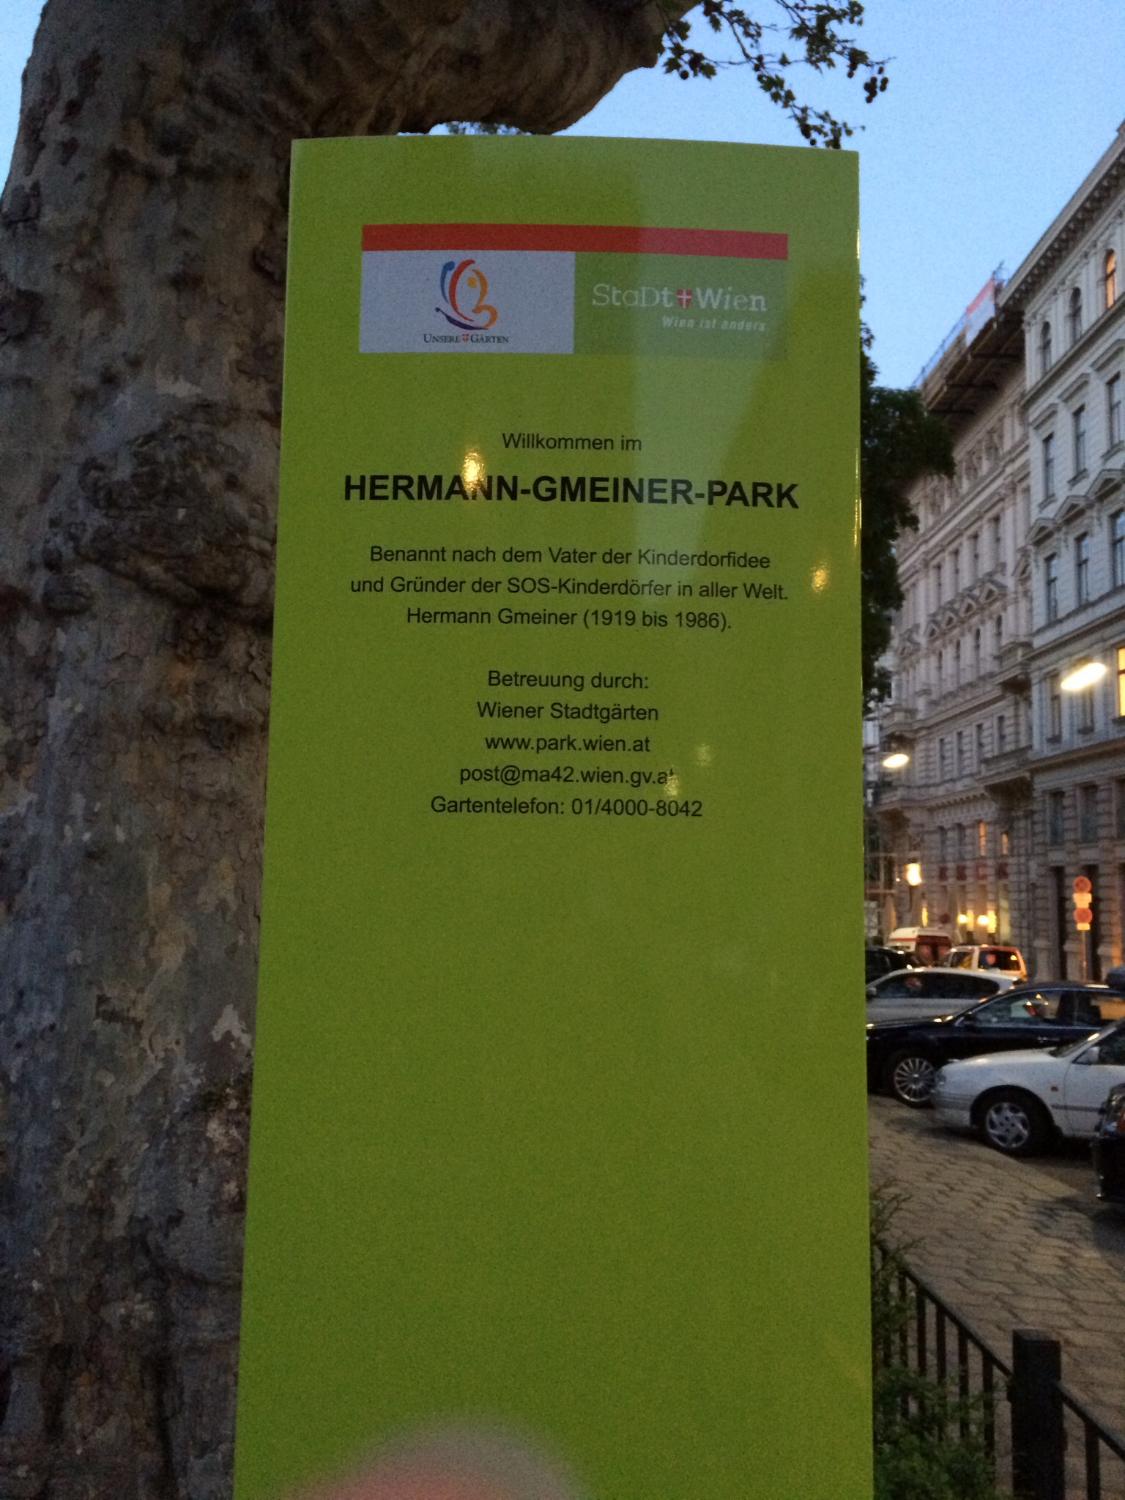 UNSERE GÄRTEN
StaDt Wien
Wien ist anders
Willkommen im
HERMANN-GMEINER-PARK
Benannt nach dem Vater der Kinderdorfidee
und Gründer der SOS-Kinderdörfer in aller Welt.
Hermann Gmeiner (1919 bis 1986).
Betreuung durch:
Wiener Stadtgärten
www.park.wien.at
post@ma42.wien.gv.at
Gartentelefon: 01/4000-8042